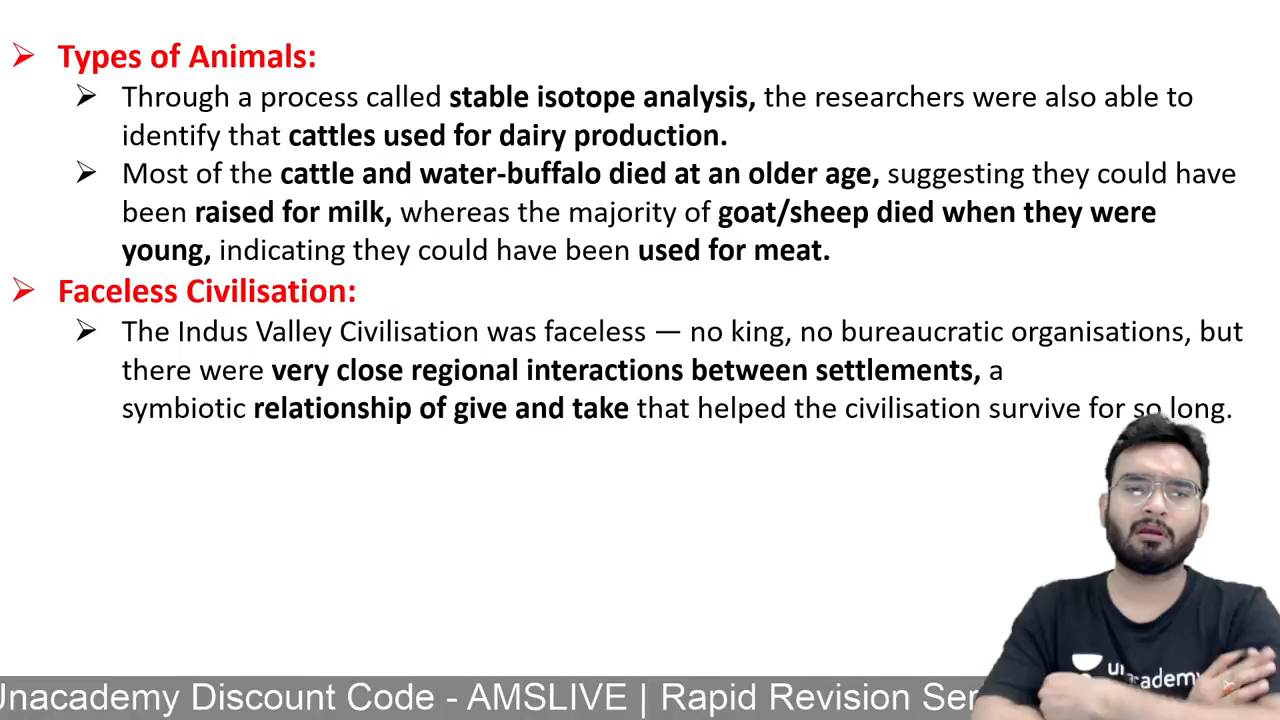 Types of Animals:
Through a process called stable isotope analysis, the researchers were also able to
identify that cattles used for dairy production.
Most of the cattle and water-buffalo died at an older age, suggesting they could have
been raised for milk, whereas the majority of goat/sheep died when they were
young, indicating they could have been used for meat.
Faceless Civilisation:
The Indus Valley Civilisation was faceless — no king, no bureaucratic organisations, but
there were very close regional interactions between settlements, a
symbiotic relationship of give and take that helped the civilisation survive for so long.
unacademy
Unacademy Discount Code - AMSLIVE | Rapid Revision Ser